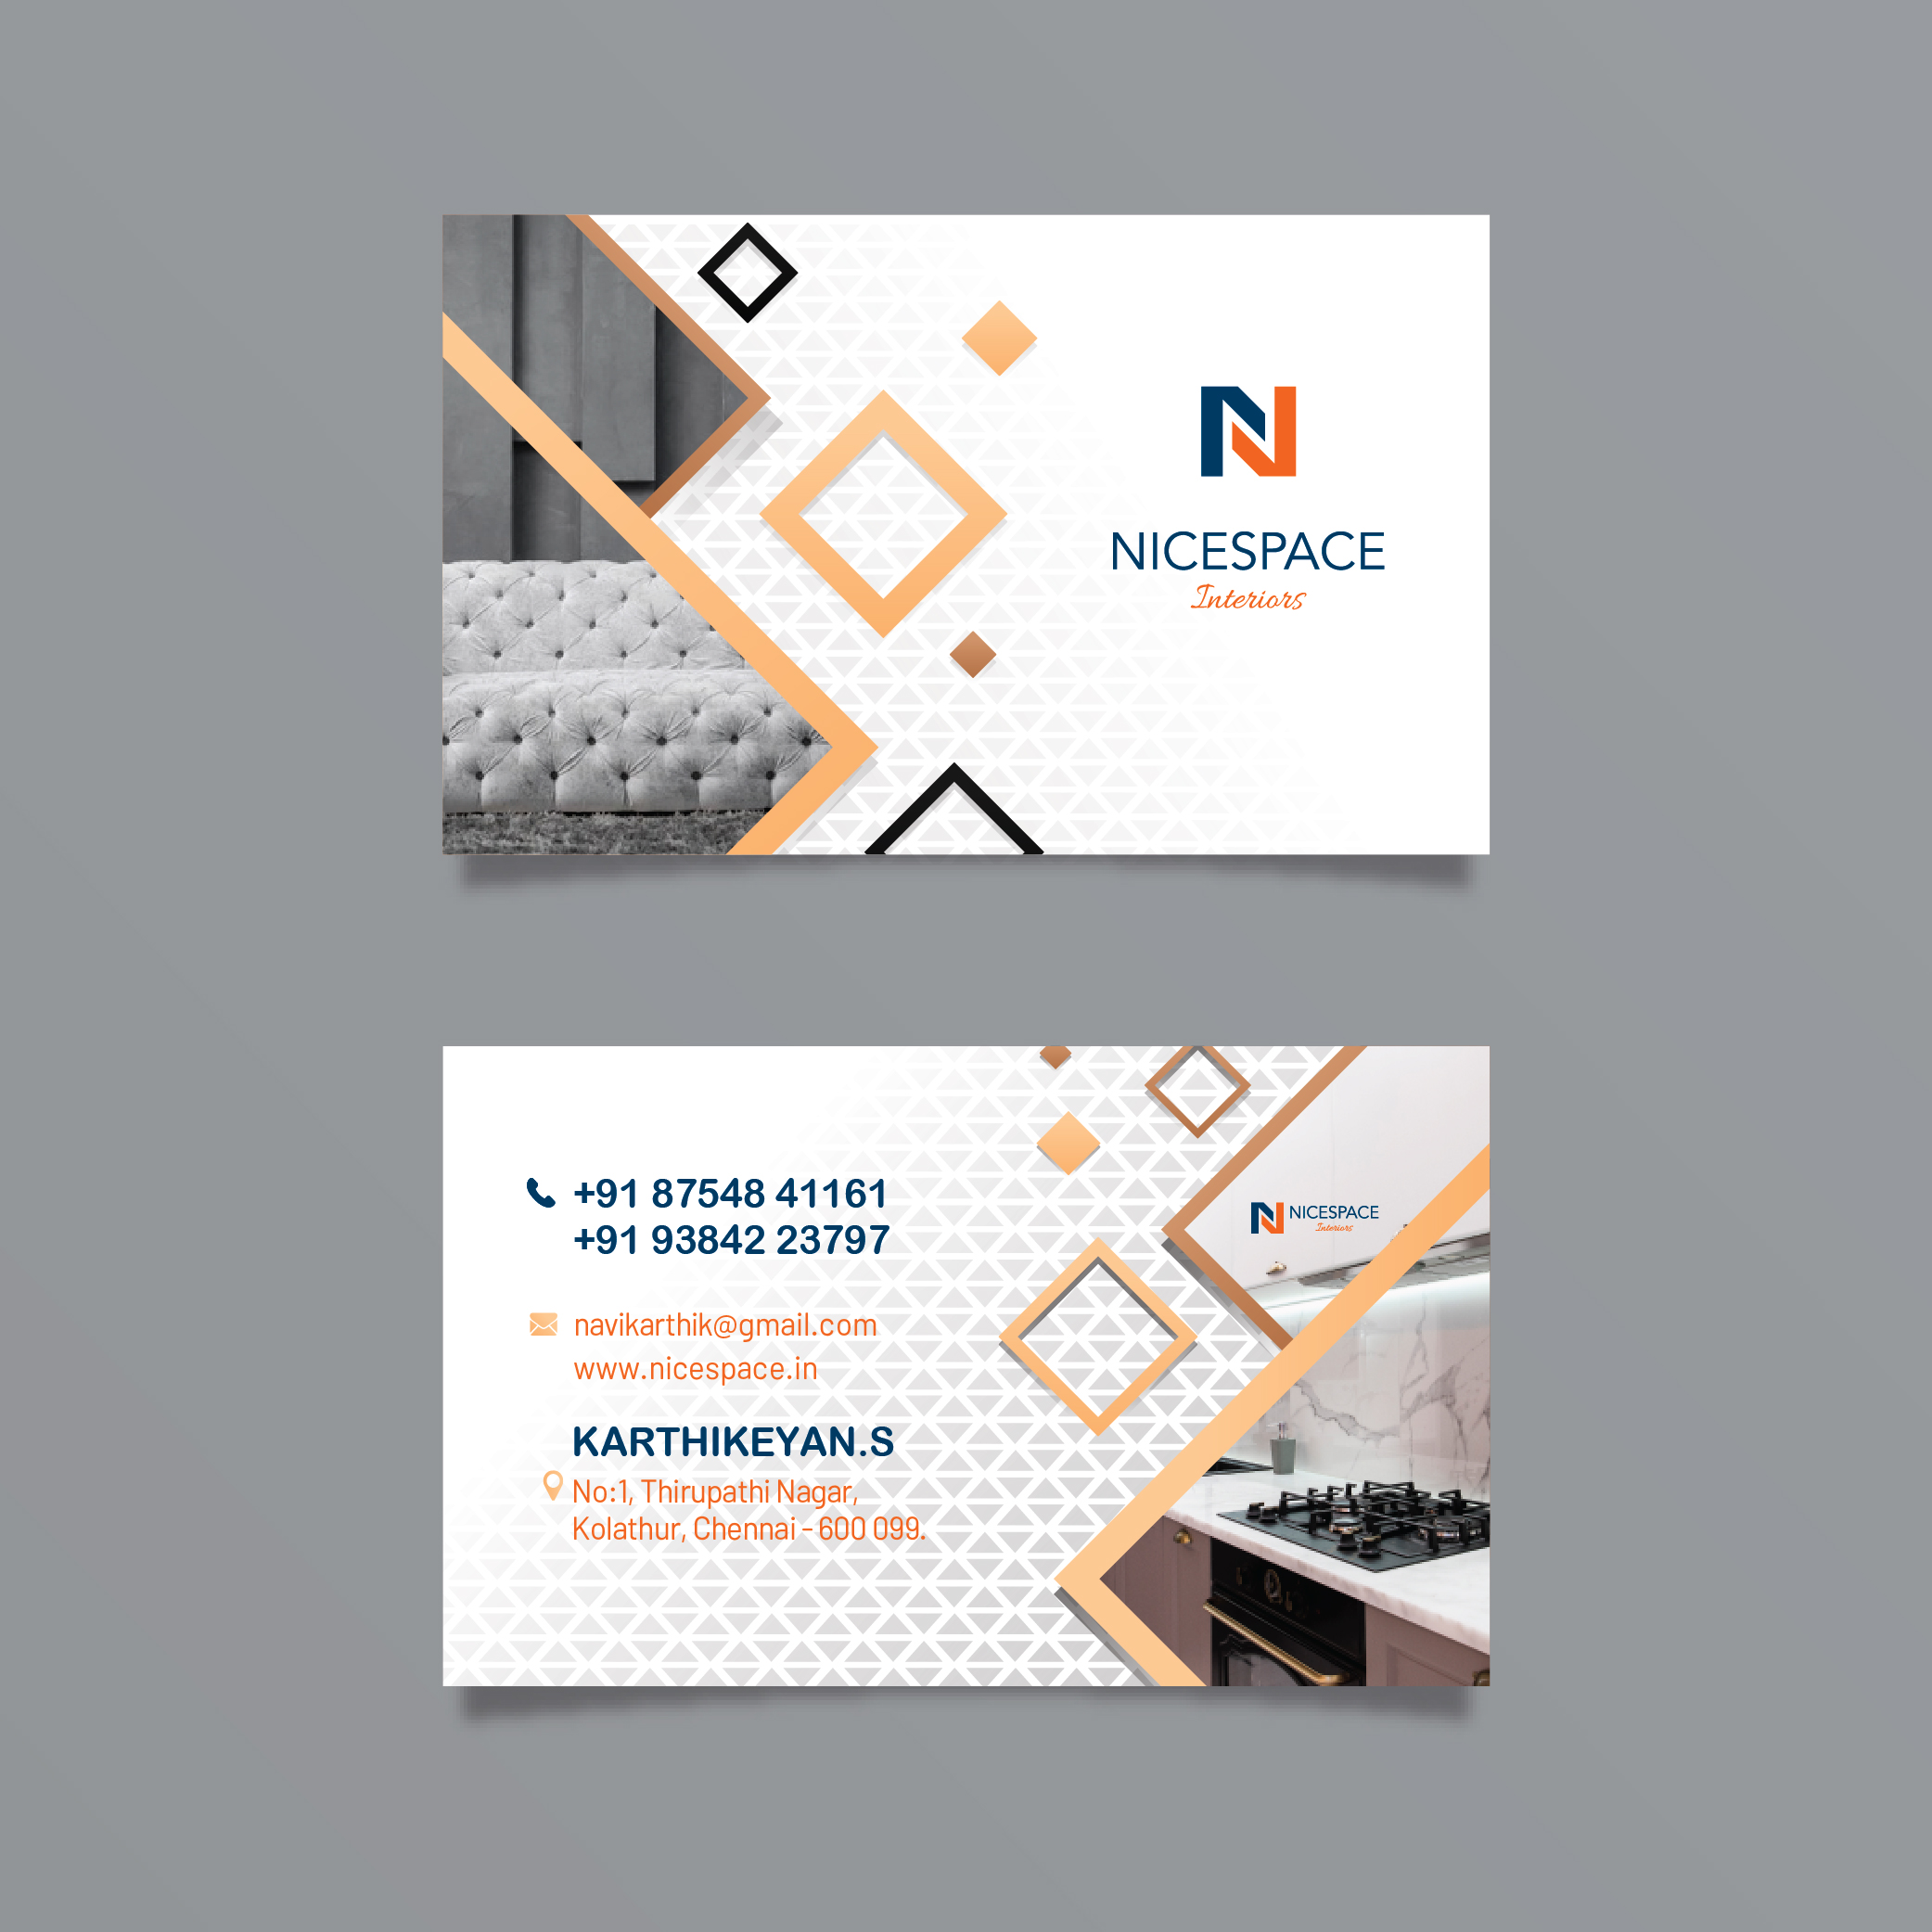 N
NICESPACE
Interiors
+91 87548 41161
+91 93842 23797
N NICESPACE
Interiors
navikarthik@gmail.com
www.nicespace.in
KARTHIKEYAN.S
No:1, Thirupathi Nagar,
Kolathur, Chennai - 600 099.